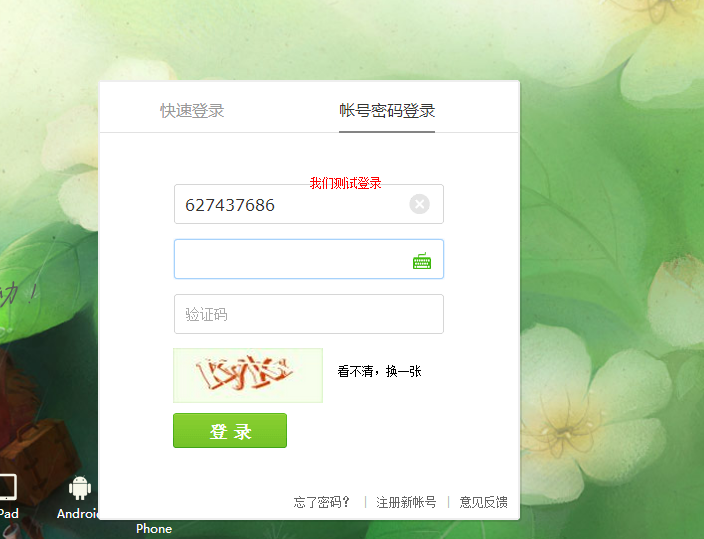 快速登录
帐号密码登录
我们测试登录
627437686
验证码
看不清，换一张
登 录
忘了密码？ | 注册新帐号 | 意见反馈
Pad
Android
Phone